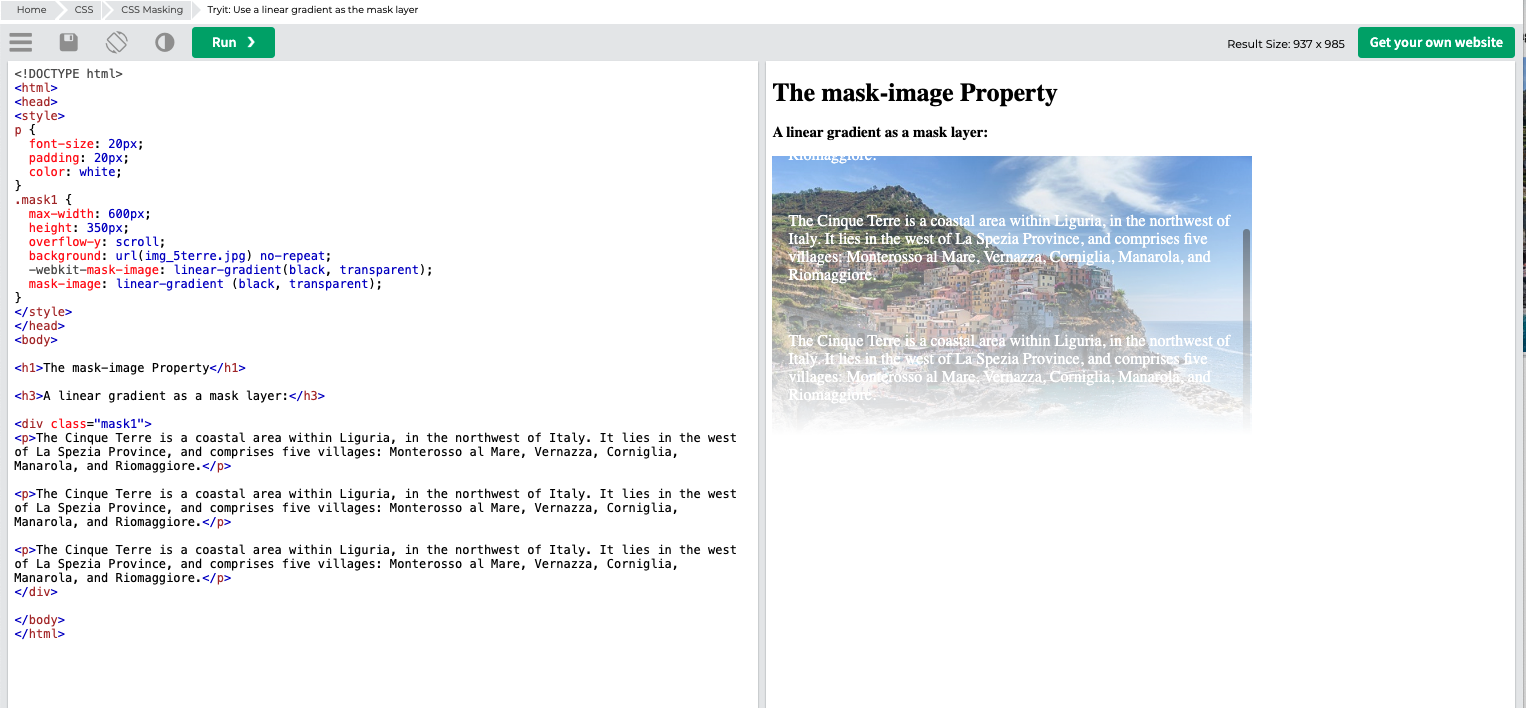 Home CSS CSS Masking Tryit: Use a linear gradient as the mask layer
Run ❯
Result Size: 937 x 985
Get your own website
<!DOCTYPE html>
<html>
<head>
<style>
p {
  font-size: 20px;
  padding: 20px;
  color: white;
}
.mask1 {
  max-width: 600px;
  height: 350px;
  overflow-y: scroll;
  background: url(img_5terre.jpg) no-repeat;
  -webkit-mask-image: linear-gradient(black, transparent);
  mask-image: linear-gradient (black, transparent);
}
</style>
</head>
<body>

<h1>The mask-image Property</h1>

<h3>A linear gradient as a mask layer:</h3>

<div class="mask1">
<p>The Cinque Terre is a coastal area within Liguria, in the northwest of Italy. It lies in the west
of La Spezia Province, and comprises five villages: Monterosso al Mare, Vernazza, Corniglia,
Manarola, and Riomaggiore.</p>

<p>The Cinque Terre is a coastal area within Liguria, in the northwest of Italy. It lies in the west
of La Spezia Province, and comprises five villages: Monterosso al Mare, Vernazza, Corniglia,
Manarola, and Riomaggiore.</p>

<p>The Cinque Terre is a coastal area within Liguria, in the northwest of Italy. It lies in the west
of La Spezia Province, and comprises five villages: Monterosso al Mare, Vernazza, Corniglia,
Manarola, and Riomaggiore.</p>
</div>

</body>
</html>
The mask-image Property
A linear gradient as a mask layer:
Riomaggiore.
The Cinque Terre is a coastal area within Liguria, in the northwest of
Italy. It lies in the west of La Spezia Province, and comprises five
villages: Monterosso al Mare, Vernazza, Corniglia, Manarola, and
Riomaggiore.
The Cinque Terre is a coastal area within Liguria, in the northwest of
Italy. It lies in the west of La Spezia Province, and comprises five
villages: Monterosso al Mare, Vernazza, Corniglia, Manarola, and
Riomaggiore.